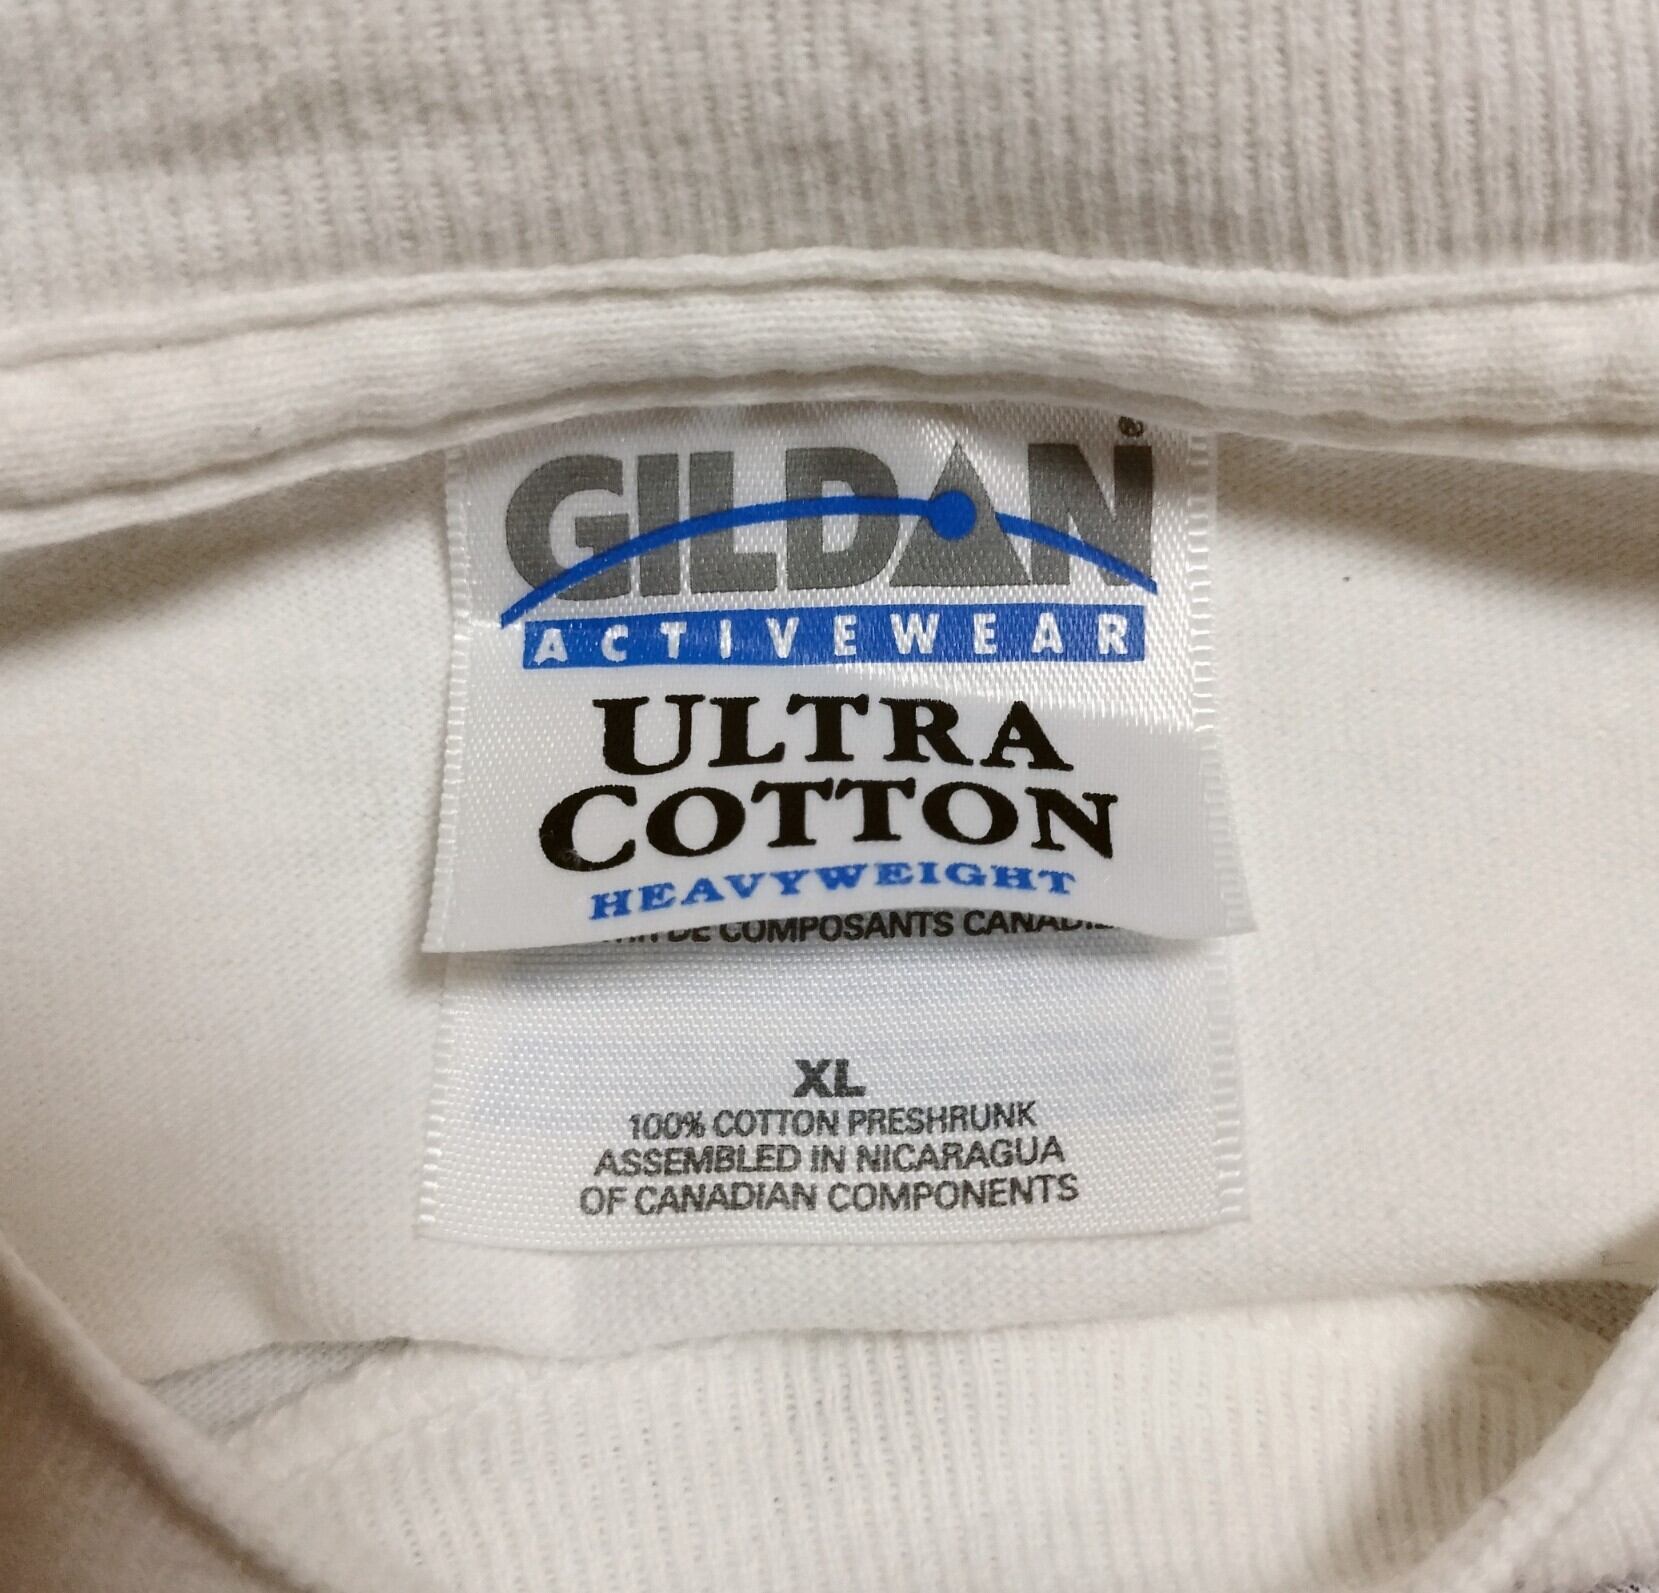 GILDAN®
ACTIVEWEAR
ULTRA
COTTON
HEAVYWEIGHT
DE COMPOSANTS
XL
100% COTTON PRESHRUNK
ASSEMBLED IN NICARAGUA
OF CANADIAN COMPONENTS